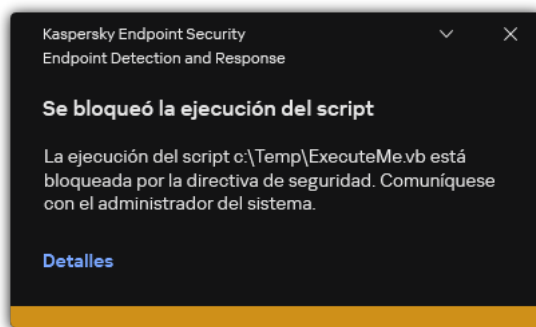 Kaspersky Endpoint Security
Endpoint Detection and Response
Se bloqueó la ejecución del script
La ejecución del script c:\Temp\ExecuteMe.vb está
bloqueada por la directiva de seguridad. Comuníquese
con el administrador del sistema.
Detalles